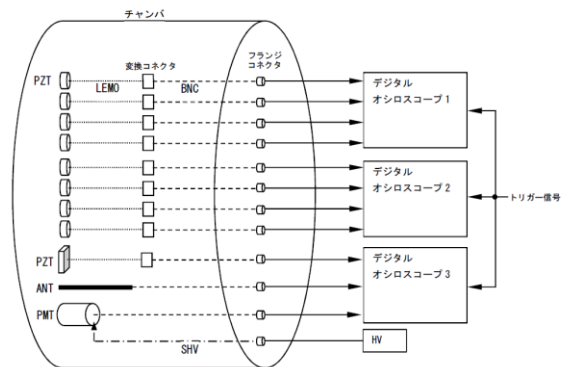 チャンバ
変換コネクタ
フランジ
コネクタ
PZT
LEMO
BNC
デジタル
オシロスコープ1
デジタル
オシロスコープ2
トリガー信号
PZT
デジタル
オシロスコープ3
ANT
PMT
SHV
HV